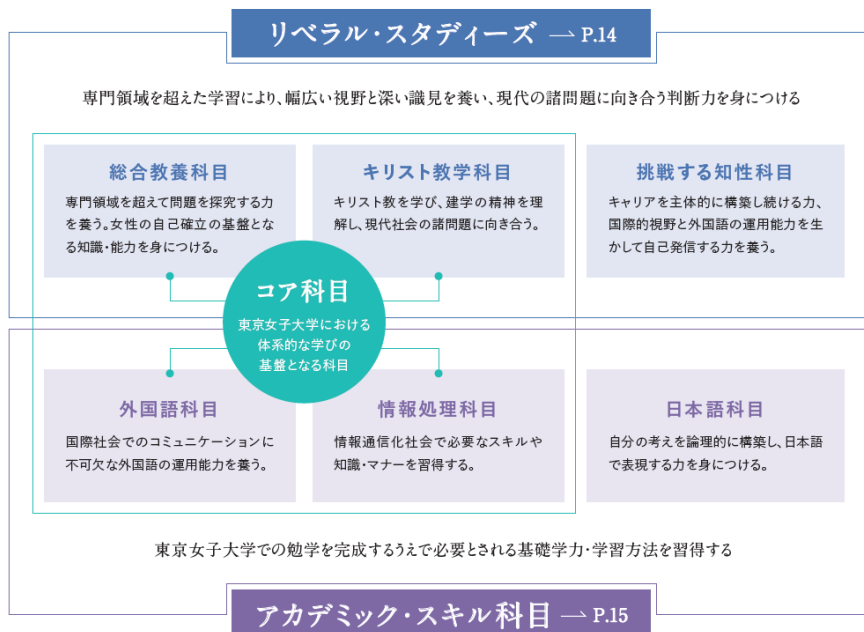 リベラル・スタディーズ → P.14
専門領域を超えた学習により、幅広い視野と深い識見を養い、現代の諸問題に向き合う判断力を身につける
総合教養科目
専門領域を超えて問題を探究する力
を養う。女性の自己確立の基盤とな
る知識・能力を身につける。
キリスト教学科目
キリスト教を学び、建学の精神を理
解し、現代社会の諸問題に向き合う。
挑戦する知性科目
キャリアを主体的に構築し続ける力、
国際的視野と外国語の運用能力を生
かして自己発信する力を養う。
コア科目
東京女子大学における
体系的な学びの
基盤となる科目
外国語科目
国際社会でのコミュニケーションに
不可欠な外国語の運用能力を養う。
情報処理科目
情報通信化社会で必要なスキルや
知識・マナーを習得する。
日本語科目
自分の考えを論理的に構築し、日本語
で表現する力を身につける。
東京女子大学での勉学を完成するうえで必要とされる基礎学力・学習方法を習得する
アカデミック・スキル科目 → P.15